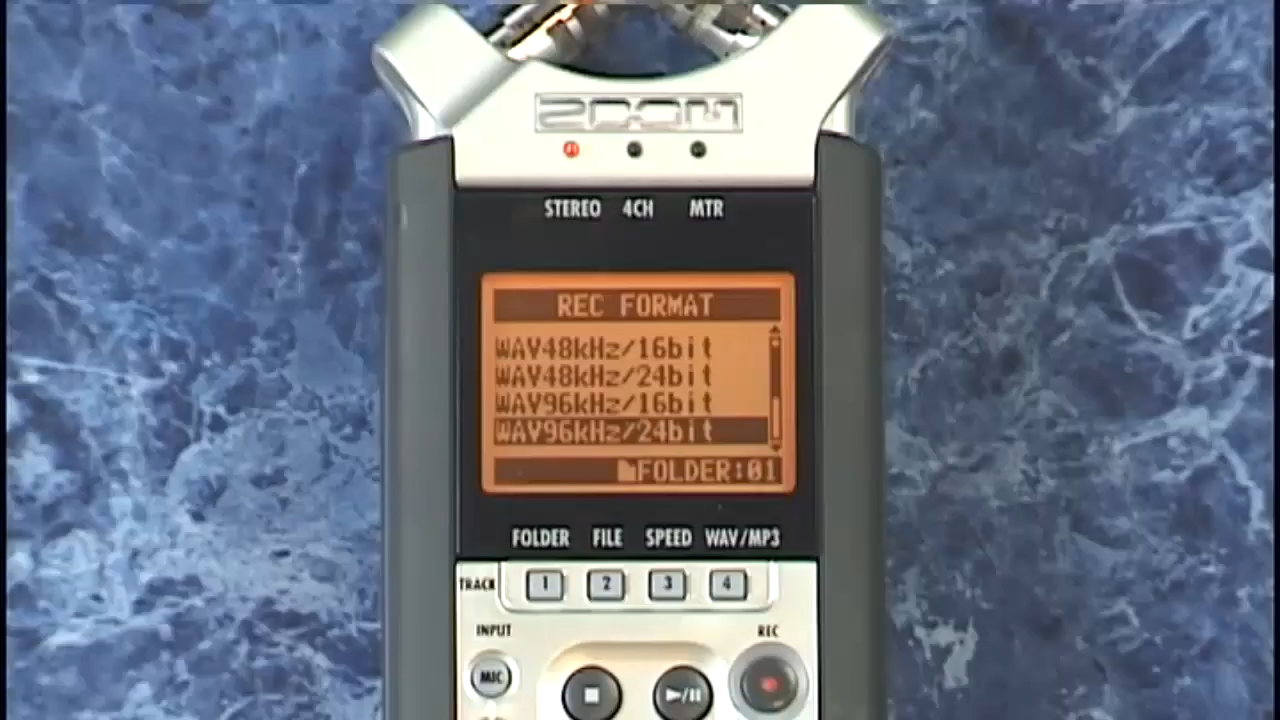 ZOOM
STEREO 4CH MTR
REC FORMAT
WAV48kHz/16bit
WAV48kHz/24bit
WAV96kHz/16bit
WAV96kHz/24bit
FOLDER:01
FOLDER FILE SPEED WAV/MP3
TRACK 1 2 3 4
INPUT REC
MIC